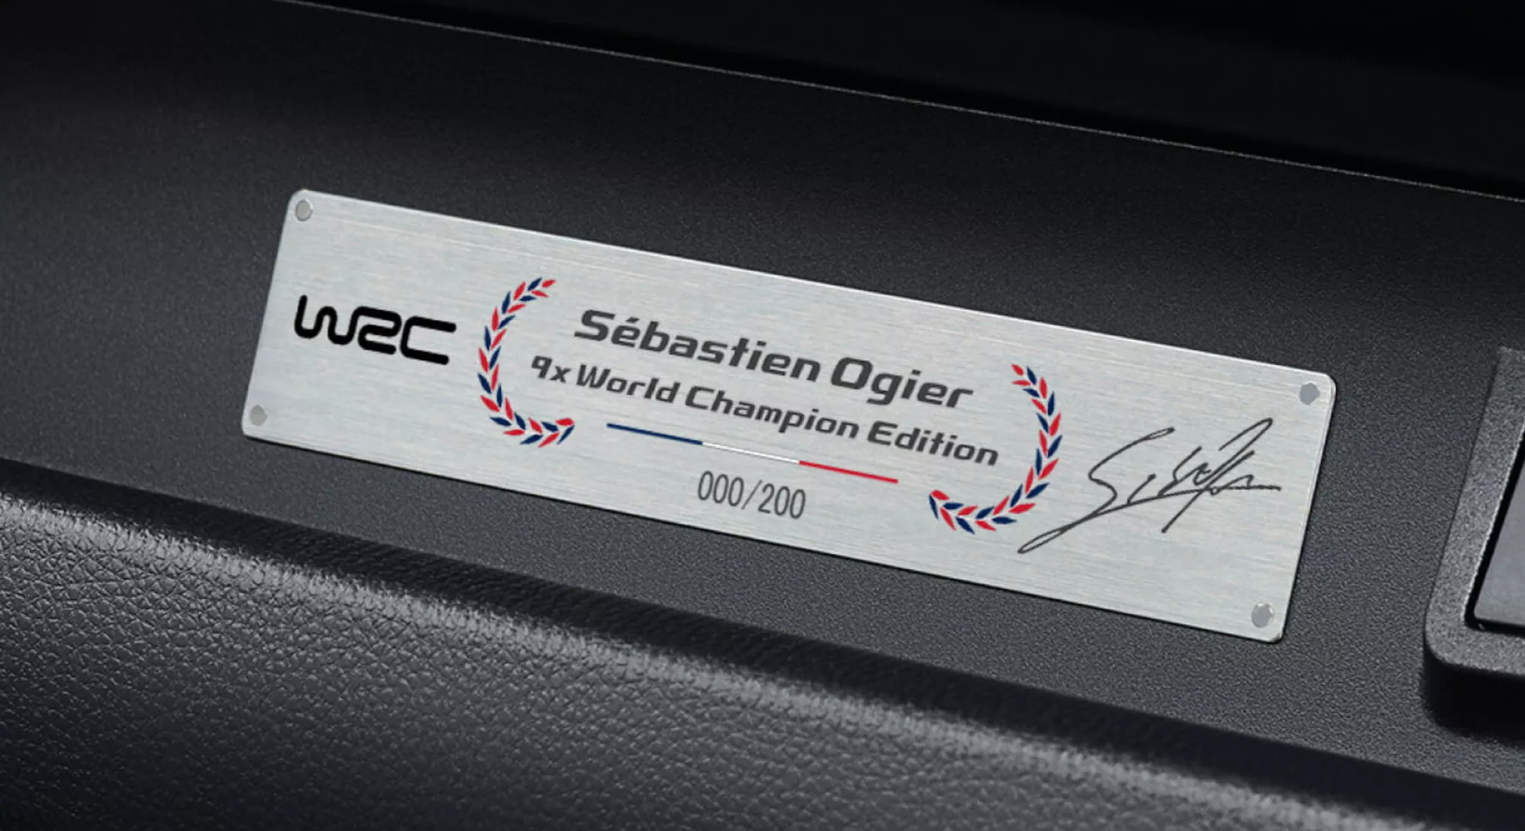 WRC
Sébastien Ogier
9x World Champion Edition
000/200